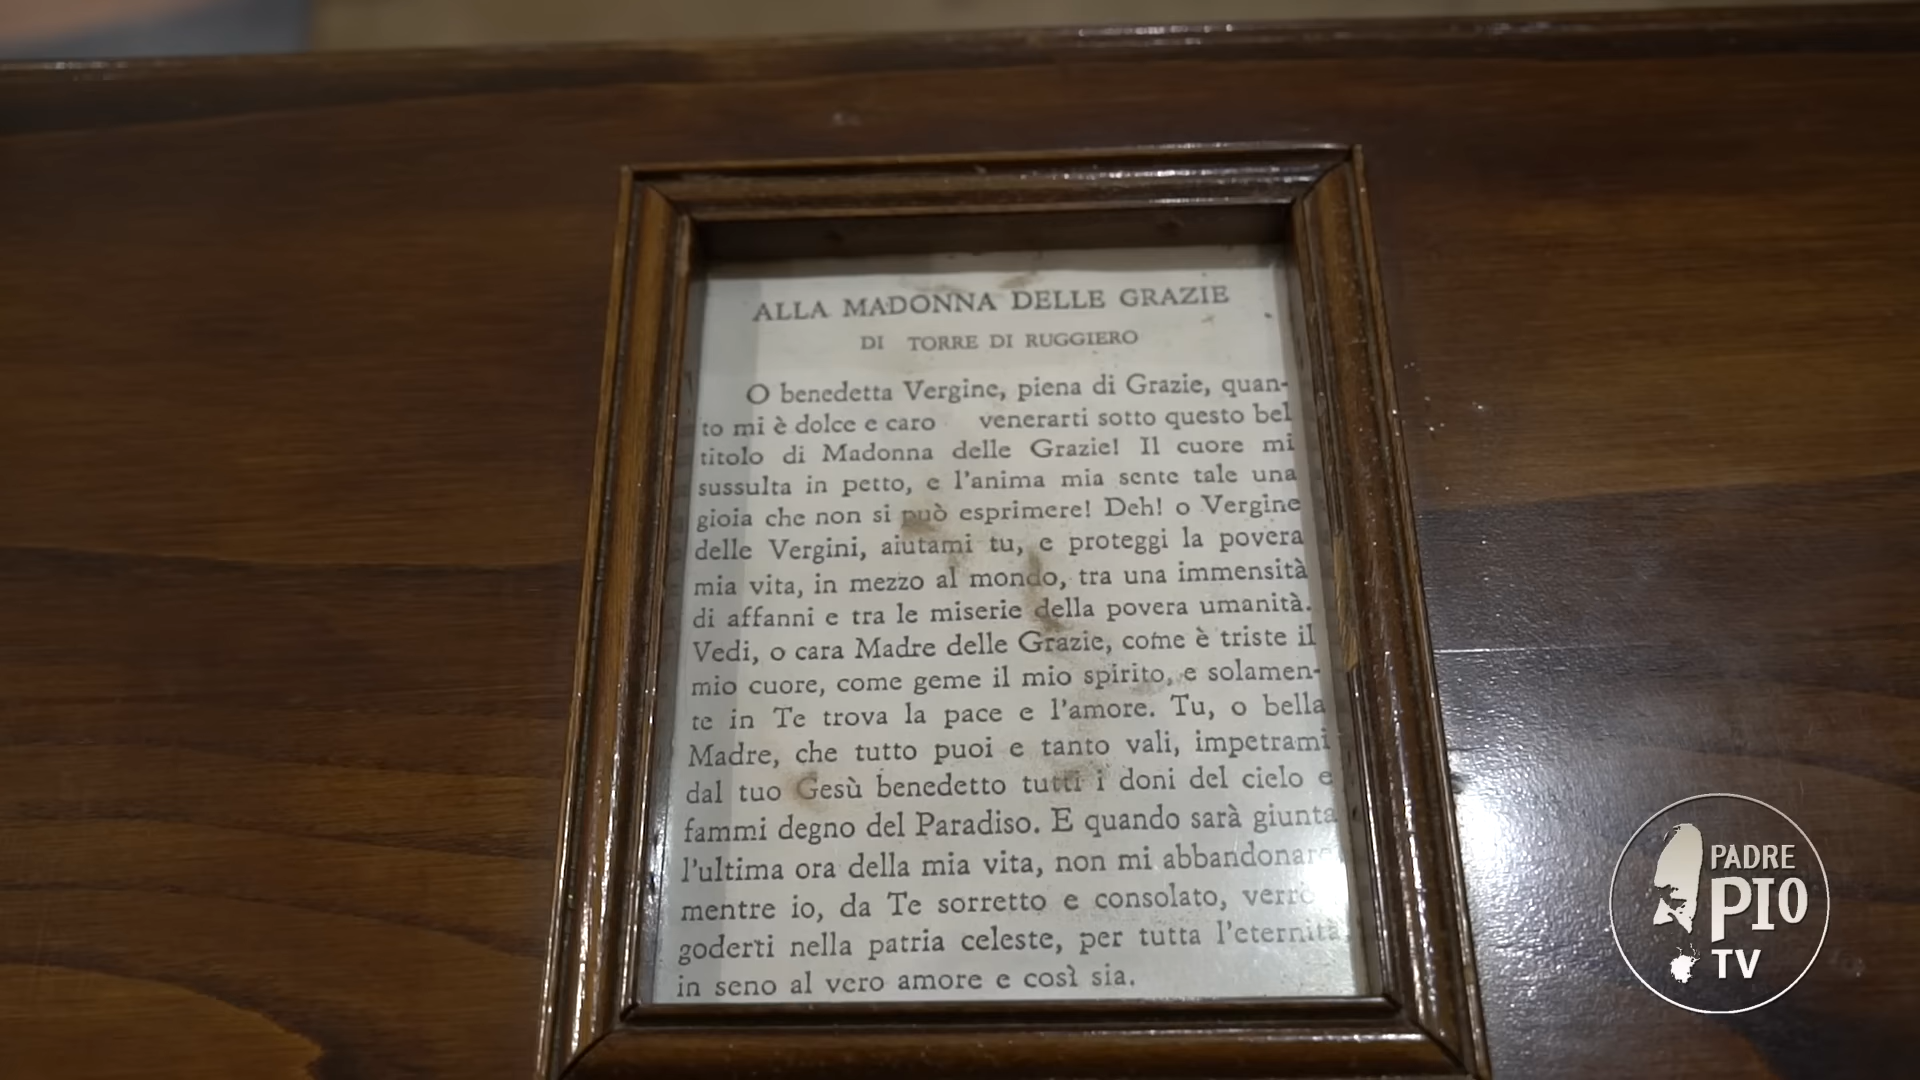 ALLA MADONNA DELLE GRAZIE
DI TORRE DI RUGGIERO
O benedetta Vergine, piena di Grazie, quan-
to mi è dolce e caro venerarti sotto questo bel
titolo di Madonna delle Grazie! Il cuore mi
sussulta in petto, e l'anima mia sente tale una
gioia che non si può esprimere! Deh! o Vergine
delle Vergini, aiutami tu, e proteggi la povera
mia vita, in mezzo al mondo, tra una immensità
di affanni e tra le miserie della povera umanità.
Vedi, o cara Madre delle Grazie, come è triste il
mio cuore, come geme il mio spirito, e solamen-
te in Te trova la pace e l'amore. Tu, o bella
Madre, che tutto puoi e tanto vali, impetrami
dal tuo Gesù benedetto tutti i doni del cielo e
fammi degno del Paradiso. E quando sarà giunta
l'ultima ora della mia vita, non mi abbandonare
mentre io, da Te sorretto e consolato, verrò
goderti nella patria celeste, per tutta l'eternità
in seno al vero amore e così sia.
PADRE
PIO
TV